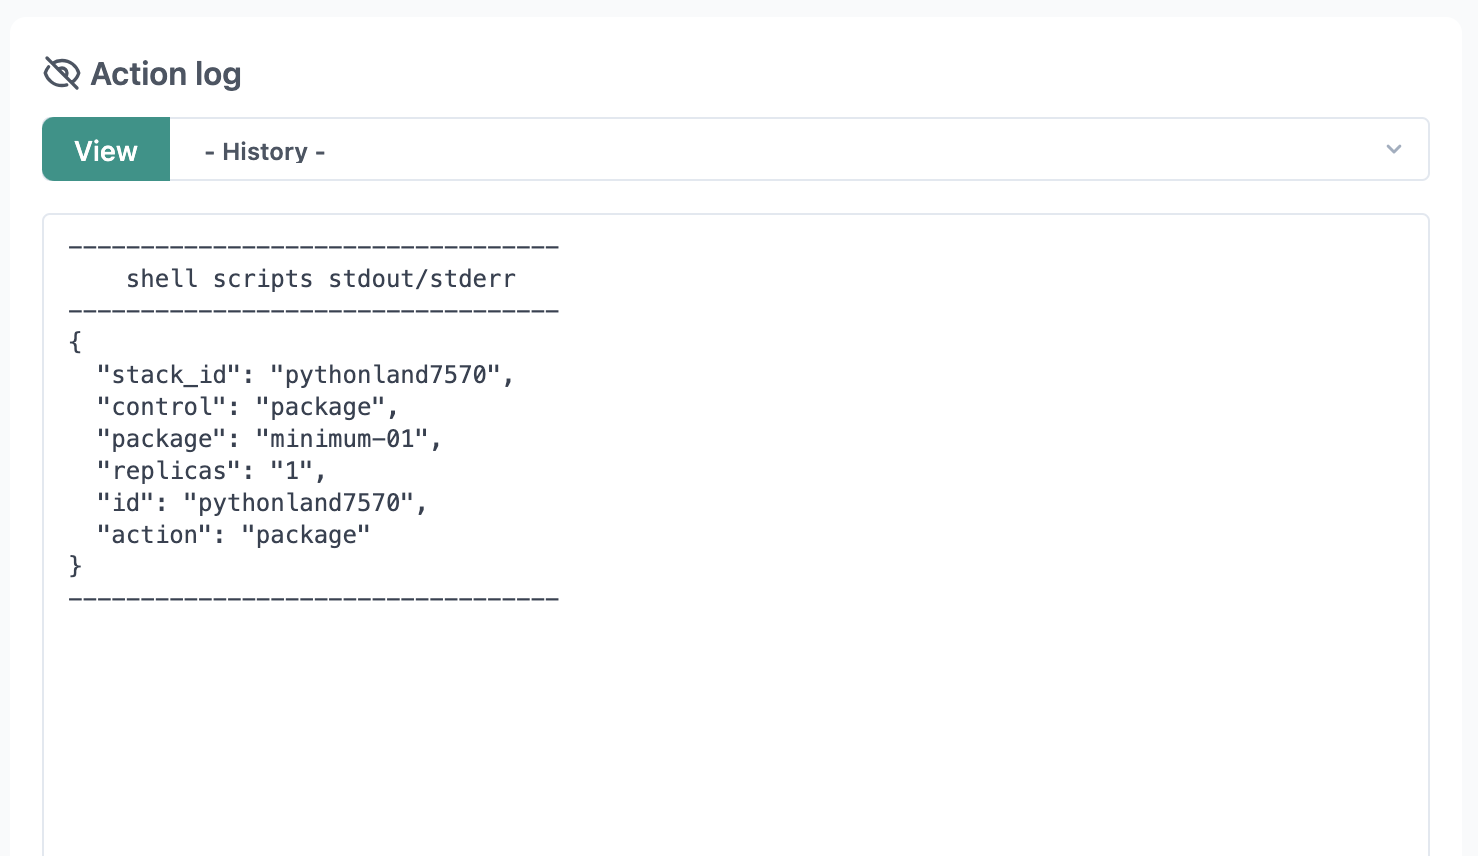 Action log
View
- History -
----------------------------------
    shell scripts stdout/stderr
----------------------------------
{
  "stack_id": "pythonland7570",
  "control": "package",
  "package": "minimum-01",
  "replicas": "1",
  "id": "pythonland7570",
  "action": "package"
}
----------------------------------